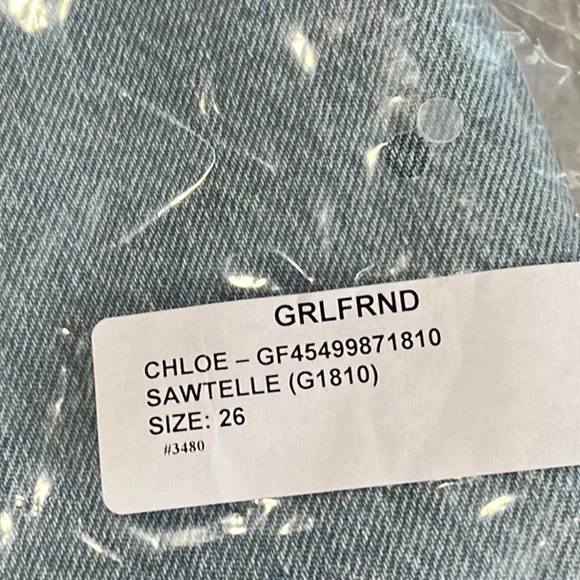 GRLFRND
CHLOE – GF45499871810
SAWTELLE (G1810)
SIZE: 26
#3480